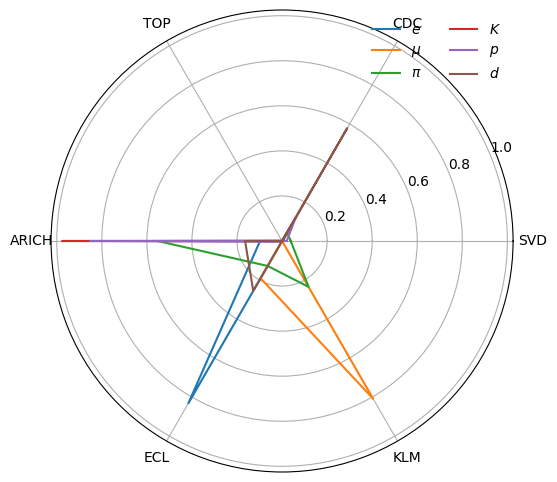 TOP CDC
e K
μ p
π d
1.0
0.8
0.6
0.4
0.2
ARICH SVD
ECL KLM